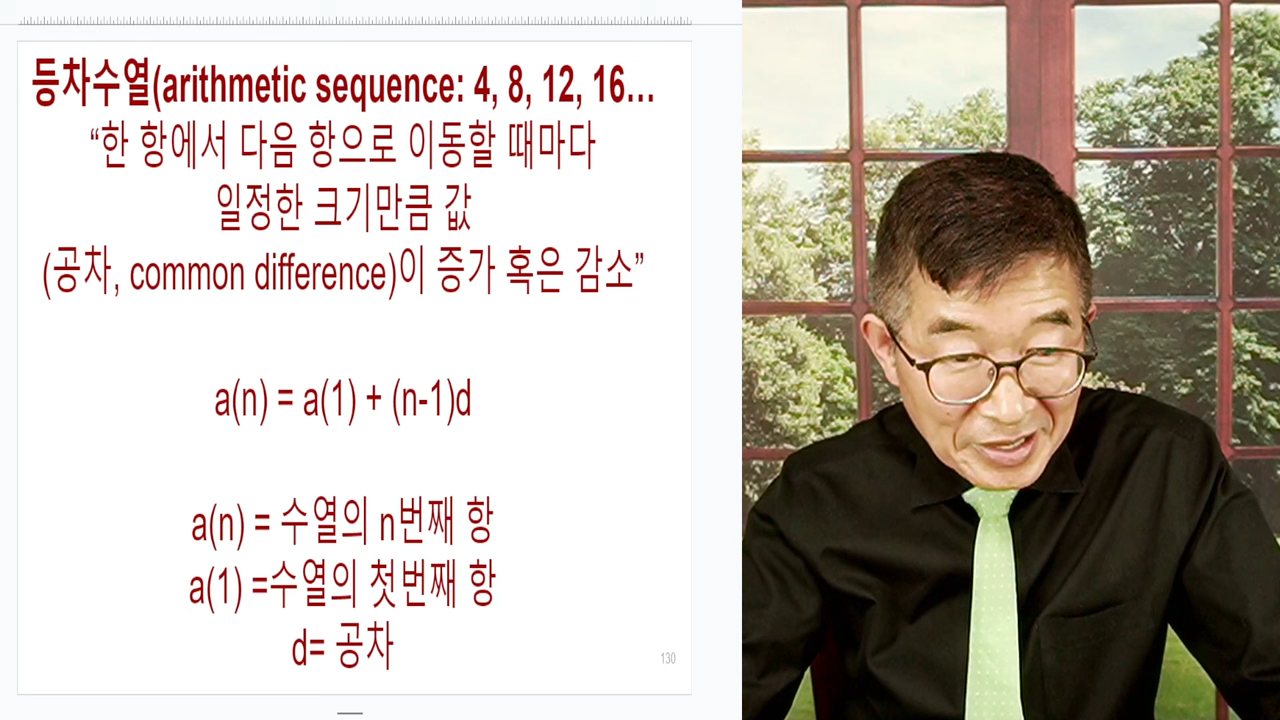 등차수열(arithmetic sequence: 4, 8, 12, 16...
“한 항에서 다음 항으로 이동할 때마다
일정한 크기만큼 값
(공차, common difference)이 증가 혹은 감소”
a(n) = a(1) + (n-1)d
a(n) = 수열의 n번째 항
a(1) =수열의 첫번째 항
d= 공차
130